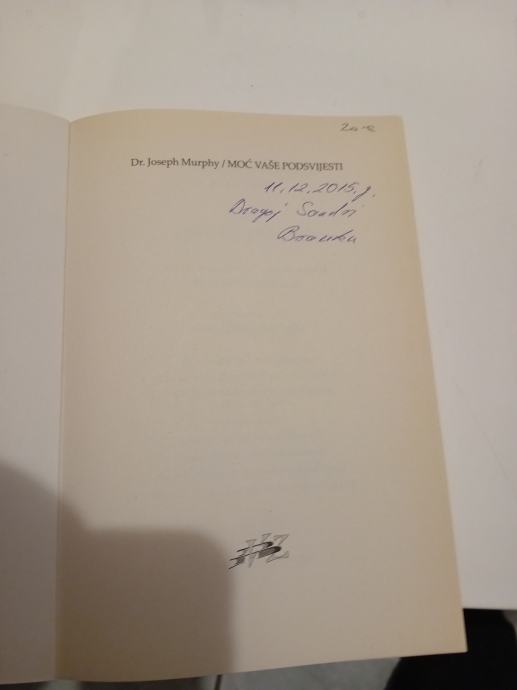 Dr. Joseph Murphy / MOĆ VAŠE PODSVIJESTI
11.12.2015.g.
Dragoj Sandri